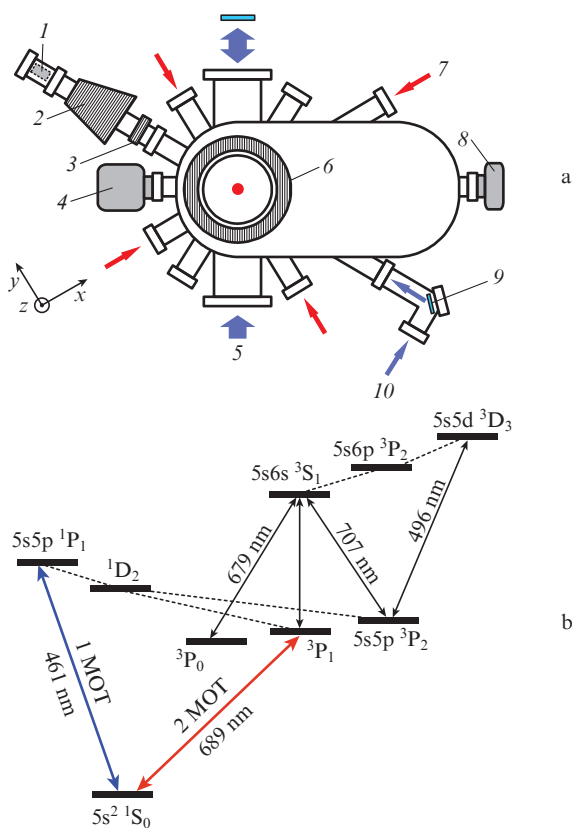 1
7
2
3
8
6
4
a
9
y
x
z
5
10
5s5d ³D₃
5s6p ³P₂
5s6s ³S₁
679 nm
707 nm
496 nm
5s5p ¹P₁
¹D₂
b
5s5p ³P₂
³P₀
³P₁
1 MOT
461 nm
2 MOT
689 nm
5s² ¹S₀